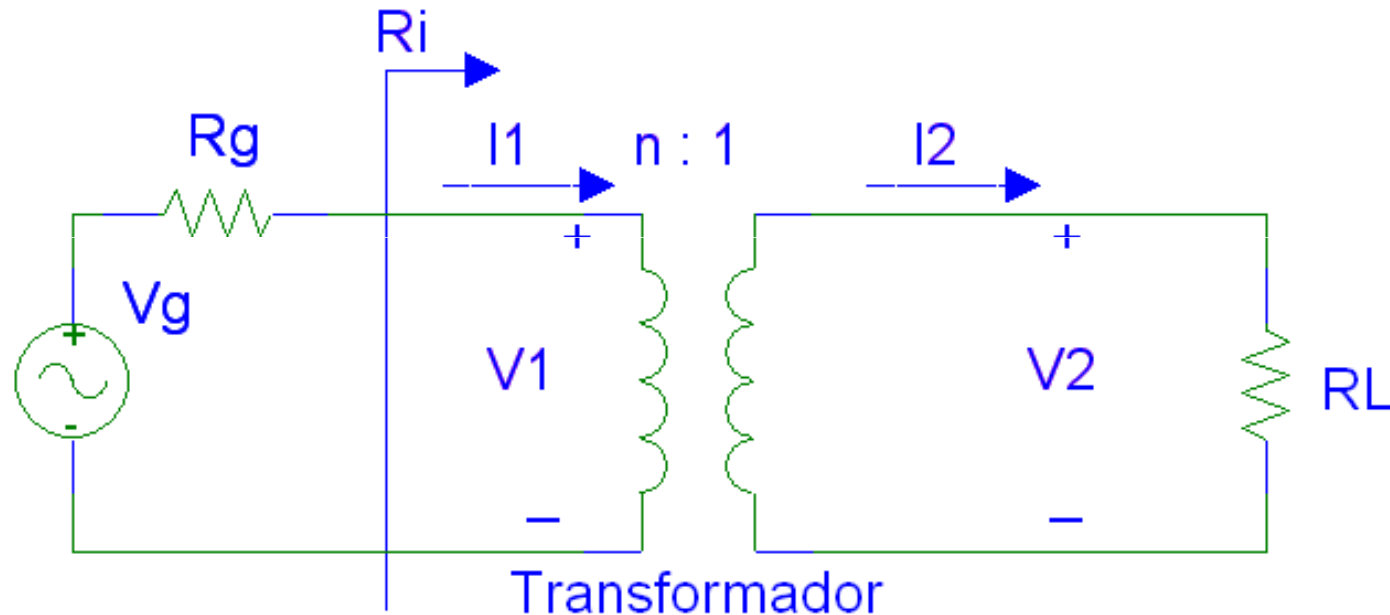 Ri
Rg
I1
n : 1
I2
+
+
Vg
+
V1
V2
RL
-
–
–
Transformador